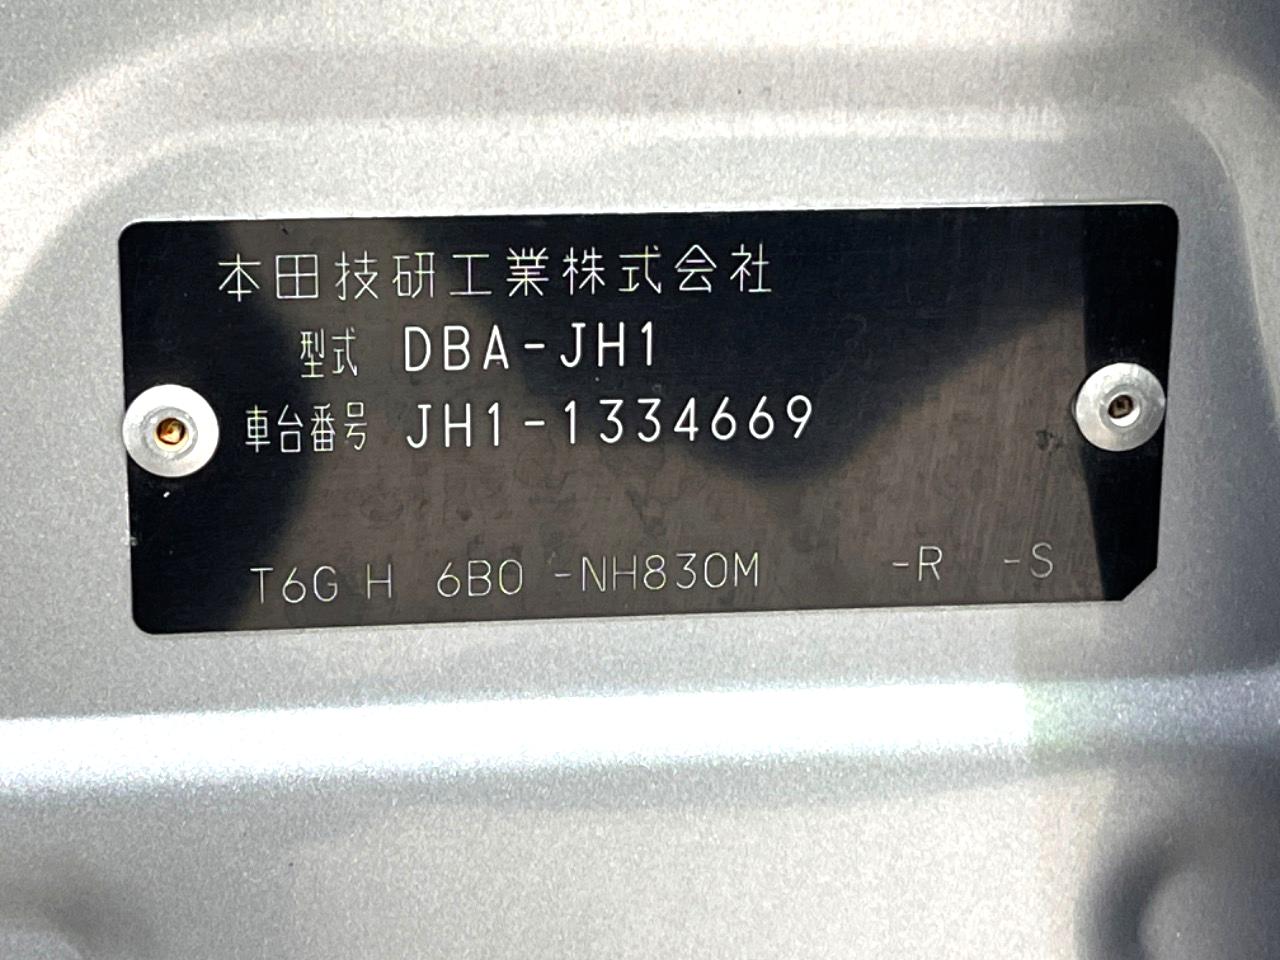 本田技研工業株式会社
型式 DBA-JH1
車台番号 JH1-1334669
T6G H 6B0 -NH830M -R -S